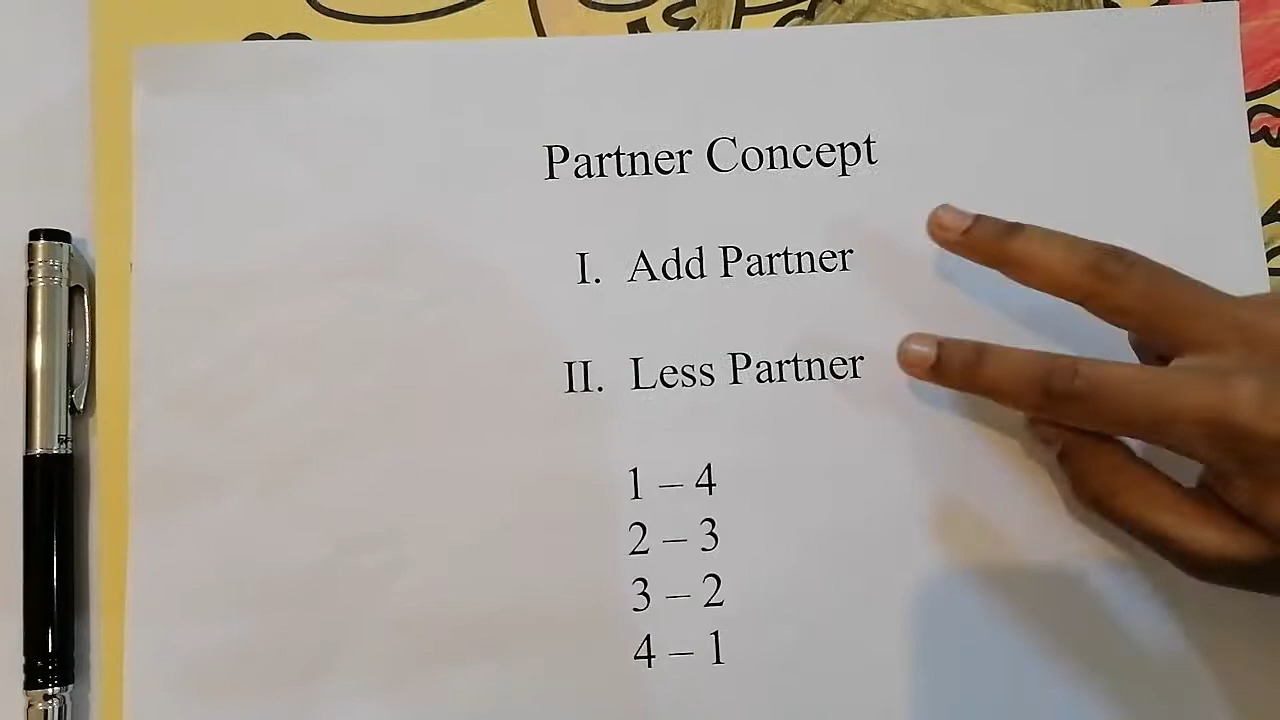 Partner Concept
I. Add Partner
II. Less Partner
1 – 4
2 – 3
3 – 2
4 – 1